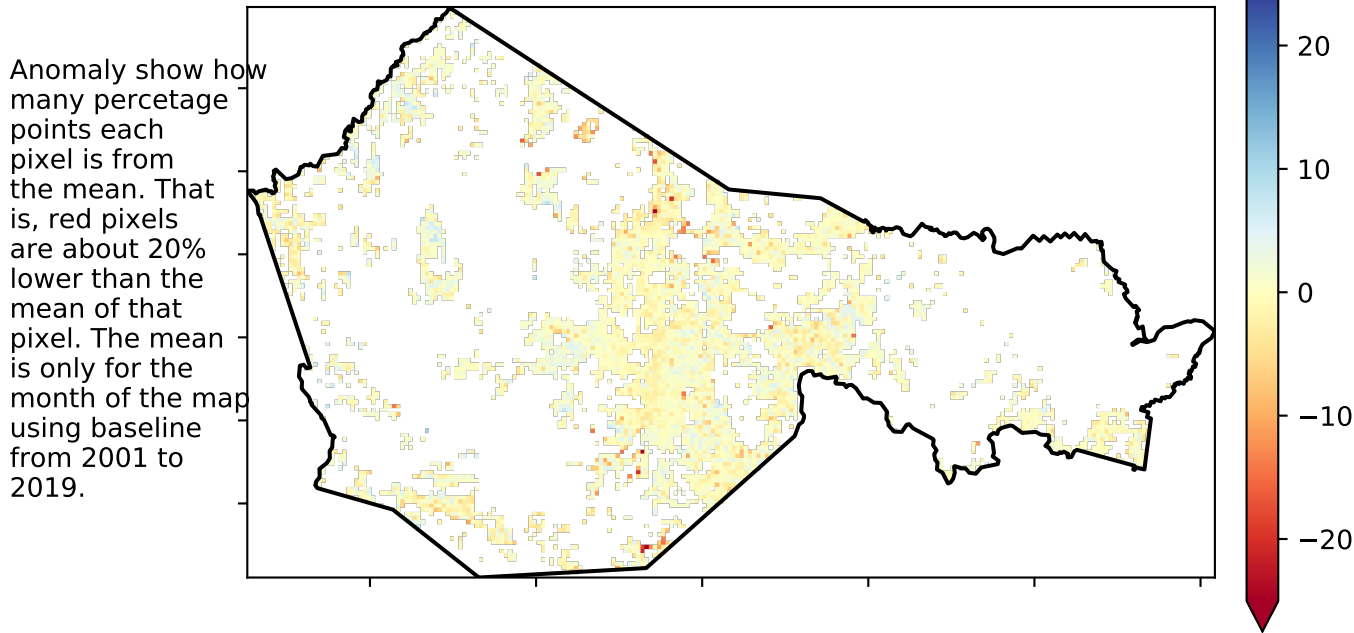 Anomaly show how
many percetage
points each
pixel is from
the mean. That
is, red pixels
are about 20%
lower than the
mean of that
pixel. The mean
is only for the
month of the map
using baseline
from 2001 to
2019.
20
10
0
−10
−20